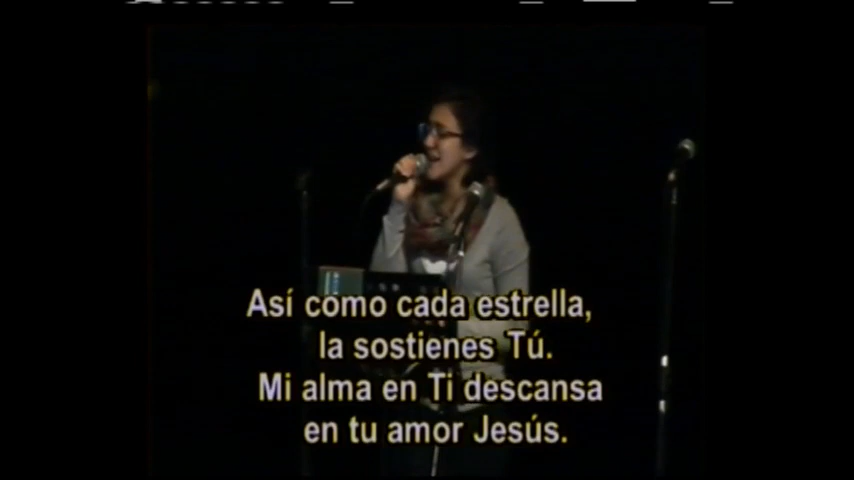 Así como cada estrella,
la sostienes Tú.
Mi alma en Ti descansa
en tu amor Jesús.